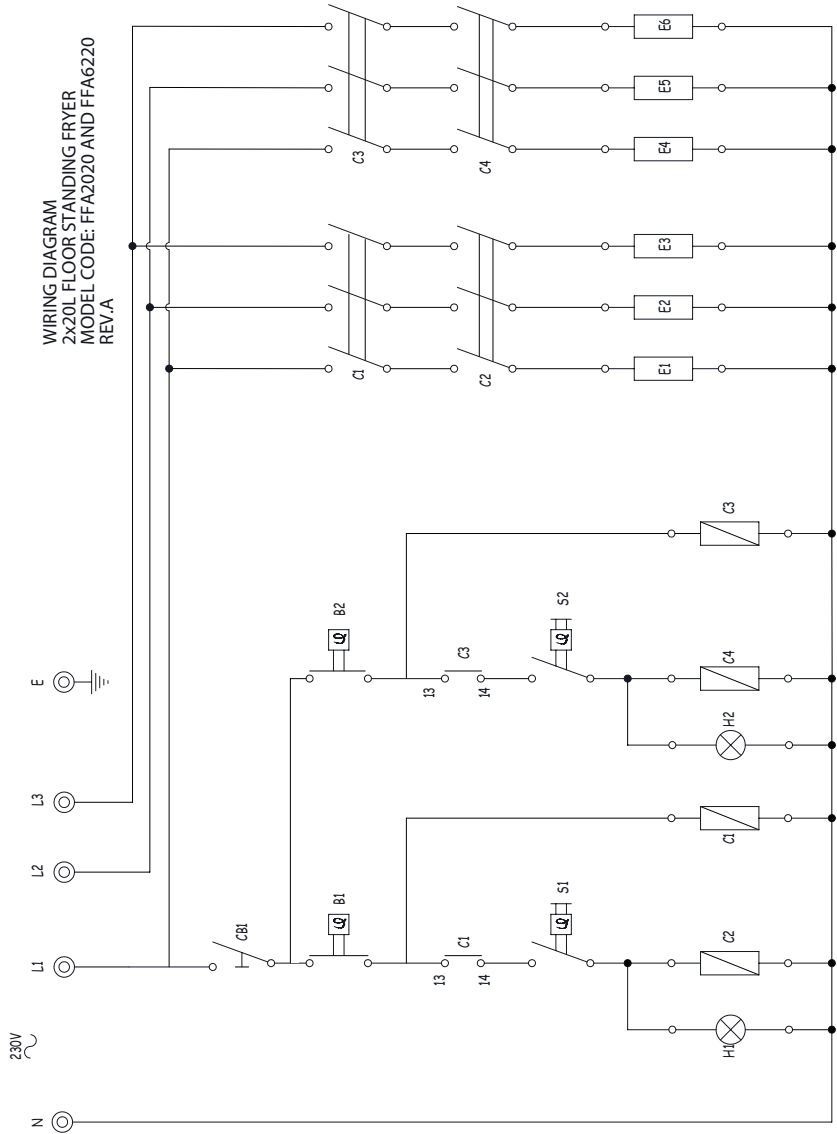 WIRING DIAGRAM
2x20L FLOOR STANDING FRYER
MODEL CODE: FFA2020 AND FFA6220
REV.A
230V
N
L1
L2
L3
E
CB1
B1
B2
C1
13
14
C3
13
14
S1
S2
H1
C2
C1
H2
C4
C3
C1
C2
C3
C4
E1
E2
E3
E4
E5
E6